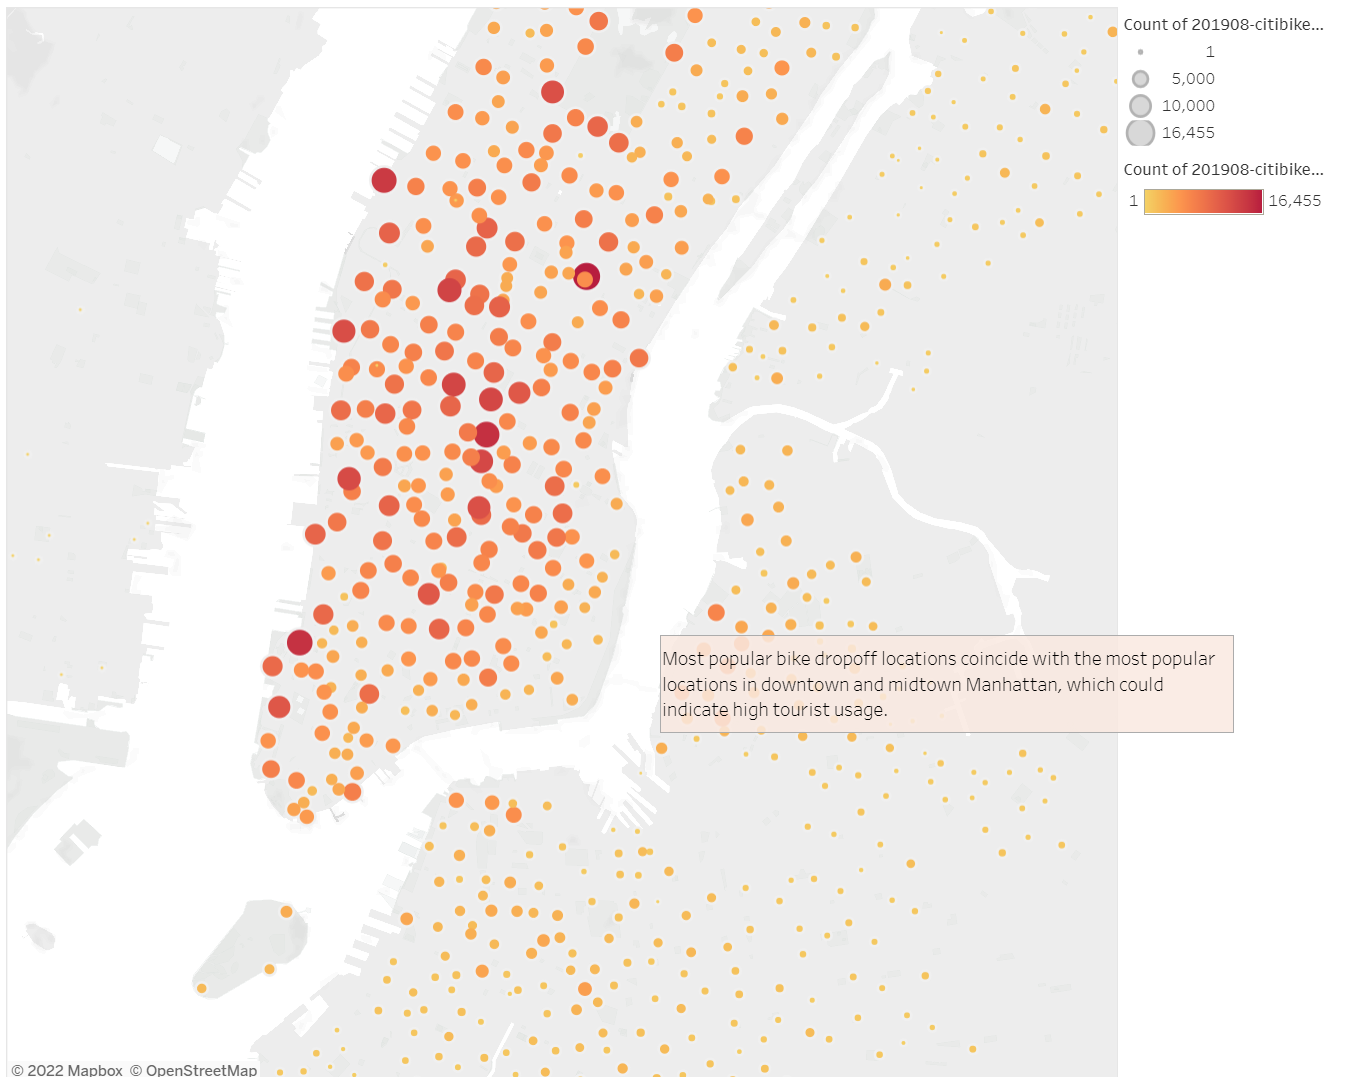 Count of 201908-citibike...
1
5,000
10,000
16,455
Count of 201908-citibike...
1 16,455
Most popular bike dropoff locations coincide with the most popular
locations in downtown and midtown Manhattan, which could
indicate high tourist usage.
© 2022 Mapbox © OpenStreetMap